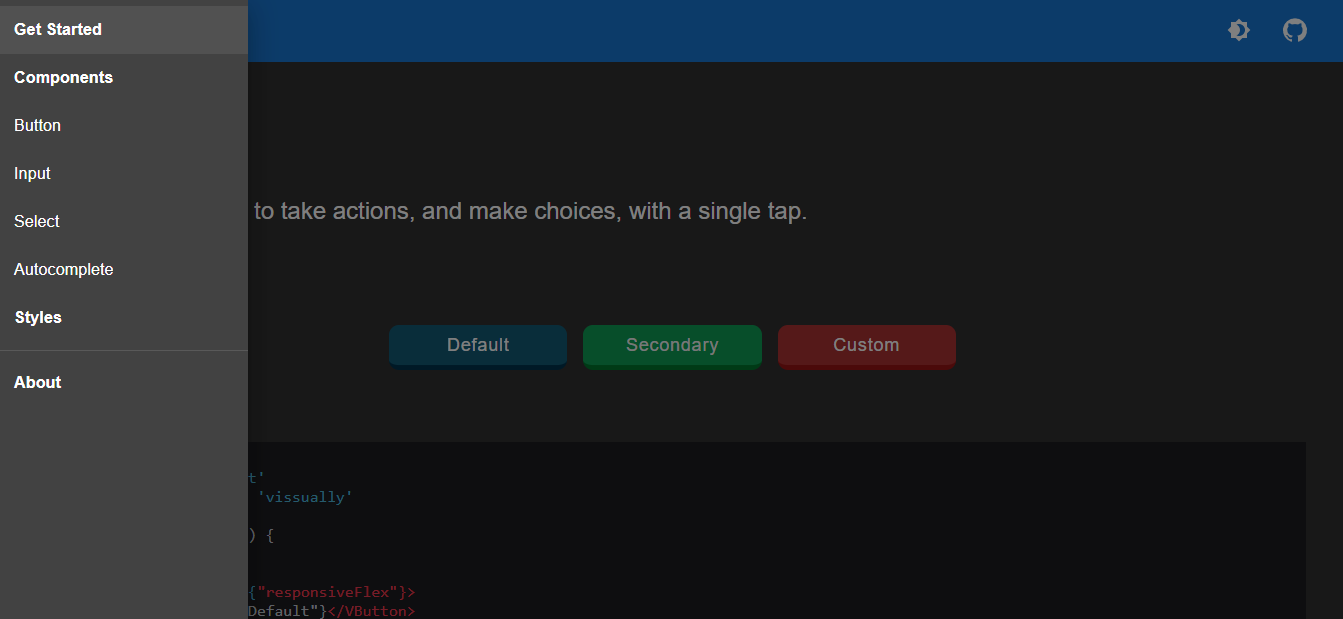 Get Started
Components
Button
Input
Select
Autocomplete
Styles
About
to take actions, and make choices, with a single tap.
Default
Secondary
Custom
t'
'vissually'
) {
{"responsiveFlex"}>
Default"}</VButton>